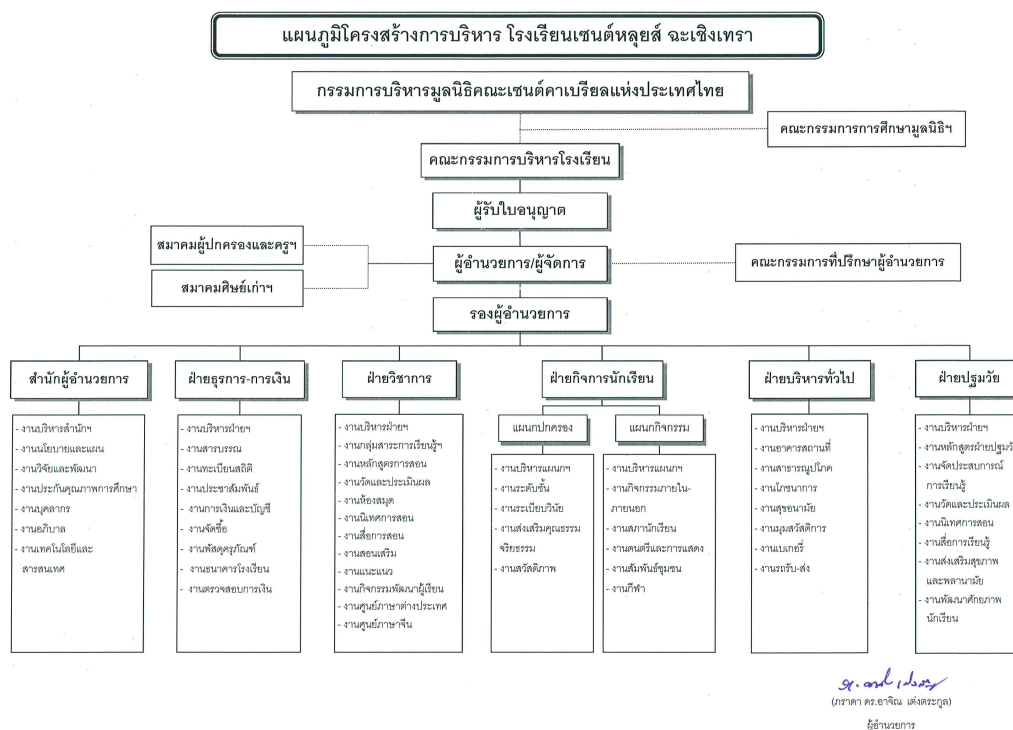 แผนภูมิโครงสร้างการบริหาร โรงเรียนเซนต์หลุยส์ ฉะเชิงเทรา
กรรมการบริหารมูลนิธิคณะเซนต์คาเบรียลแห่งประเทศไทย
คณะกรรมการการศึกษามูลนิธิฯ
คณะกรรมการบริหารโรงเรียน
ผู้รับใบอนุญาต
สมาคมผู้ปกครองและครูฯ
ผู้อำนวยการ/ผู้จัดการ
คณะกรรมการที่ปรึกษาผู้อำนวยการ
สมาคมศิษย์เก่าฯ
รองผู้อำนวยการ
สำนักผู้อำนวยการ
- งานบริหารสำนักฯ
- งานนโยบายและแผน
- งานวิจัยและพัฒนา
- งานประกันคุณภาพการศึกษา
- งานบุคลากร
- งานอภิบาล
- งานเทคโนโลยีและ
สารสนเทศ
ฝ่ายธุรการ-การเงิน
- งานบริหารฝ่ายฯ
- งานสารบรรณ
- งานทะเบียนสถิติ
- งานประชาสัมพันธ์
- งานการเงินและบัญชี
- งานจัดซื้อ
- งานพัสดุครุภัณฑ์
- งานธนาคารโรงเรียน
- งานตรวจสอบการเงิน
ฝ่ายวิชาการ
- งานบริหารฝ่ายฯ
- งานกลุ่มสาระการเรียนรู้ฯ
- งานหลักสูตรการสอน
- งานวัดและประเมินผล
- งานห้องสมุด
- งานนิเทศการสอน
- งานสื่อการสอน
- งานสอนเสริม
- งานแนะแนว
- งานกิจกรรมพัฒนาผู้เรียน
- งานศูนย์ภาษาต่างประเทศ
- งานศูนย์ภาษาจีน
ฝ่ายกิจการนักเรียน
แผนกปกครอง
- งานบริหารแผนกฯ
- งานระดับชั้น
- งานระเบียบวินัย
- งานส่งเสริมคุณธรรม
จริยธรรม
- งานสวัสดิภาพ
แผนกกิจกรรม
- งานบริหารแผนกฯ
- งานกิจกรรมภายใน-
ภายนอก
- งานสภานักเรียน
- งานดนตรีและการแสดง
- งานสัมพันธ์ชุมชน
- งานกีฬา
ฝ่ายบริหารทั่วไป
- งานบริหารฝ่ายฯ
- งานอาคารสถานที่
- งานสาธารณูปโภค
- งานโภชนาการ
- งานสุขอนามัย
- งานมุมสวัสดิการ
- งานเบเกอรี่
- งานรถรับ-ส่ง
ฝ่ายปฐมวัย
- งานบริหารฝ่ายฯ
- งานหลักสูตรฝ่ายปฐมวั
- งานจัดประสบการณ์
การเรียนรู้
- งานวัดและประเมินผล
- งานนิเทศการสอน
- งานสื่อการเรียนรู้
- งานส่งเสริมสุขภาพ
และพลานามัย
- งานพัฒนาศักยภาพ
นักเรียน
(ภราดา ดร.อาจิณ เต่งตระกูล)
ผู้อำนวยการ